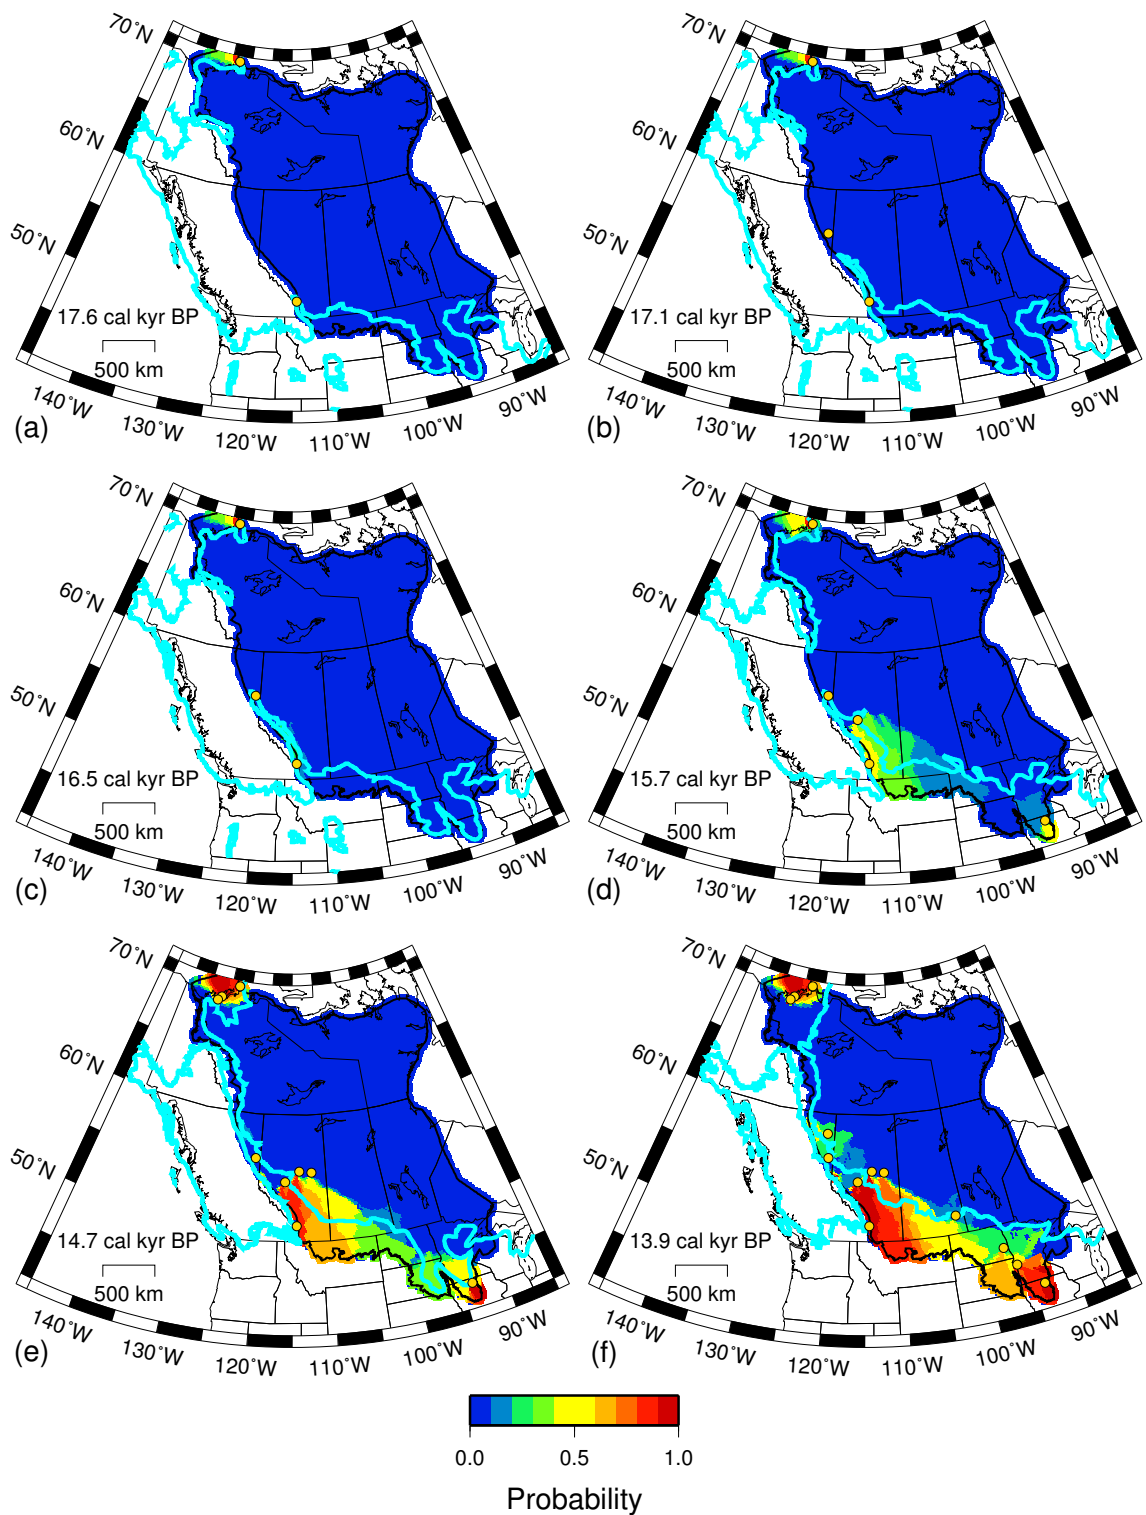 70˚N
60˚N
50˚N
17.6 cal kyr BP
500 km
140˚W
130˚W
120˚W
110˚W
100˚W
90˚W
(a)
70˚N
60˚N
50˚N
17.1 cal kyr BP
500 km
140˚W
130˚W
120˚W
110˚W
100˚W
90˚W
(b)
70˚N
60˚N
50˚N
16.5 cal kyr BP
500 km
140˚W
130˚W
120˚W
110˚W
100˚W
90˚W
(c)
70˚N
60˚N
50˚N
15.7 cal kyr BP
500 km
140˚W
130˚W
120˚W
110˚W
100˚W
90˚W
(d)
70˚N
60˚N
50˚N
14.7 cal kyr BP
500 km
140˚W
130˚W
120˚W
110˚W
100˚W
90˚W
(e)
70˚N
60˚N
50˚N
13.9 cal kyr BP
500 km
140˚W
130˚W
120˚W
110˚W
100˚W
90˚W
(f)
0.0 0.5 1.0
Probability